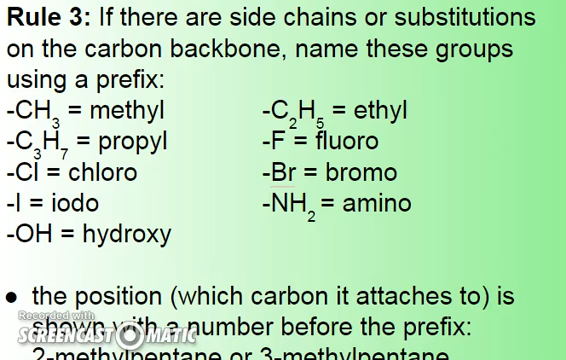 Rule 3: If there are side chains or substitutions
on the carbon backbone, name these groups
using a prefix:
-CH₃ = methyl -C₂H₅ = ethyl
-C₃H₇ = propyl -F = fluoro
-Cl = chloro -Br = bromo
-I = iodo -NH₂ = amino
-OH = hydroxy
● the position (which carbon it attaches to) is
Recorded with
shown with a number before the prefix:
SCREENCAST-O-MATIC
2-methylpentane or 3-methylpentane